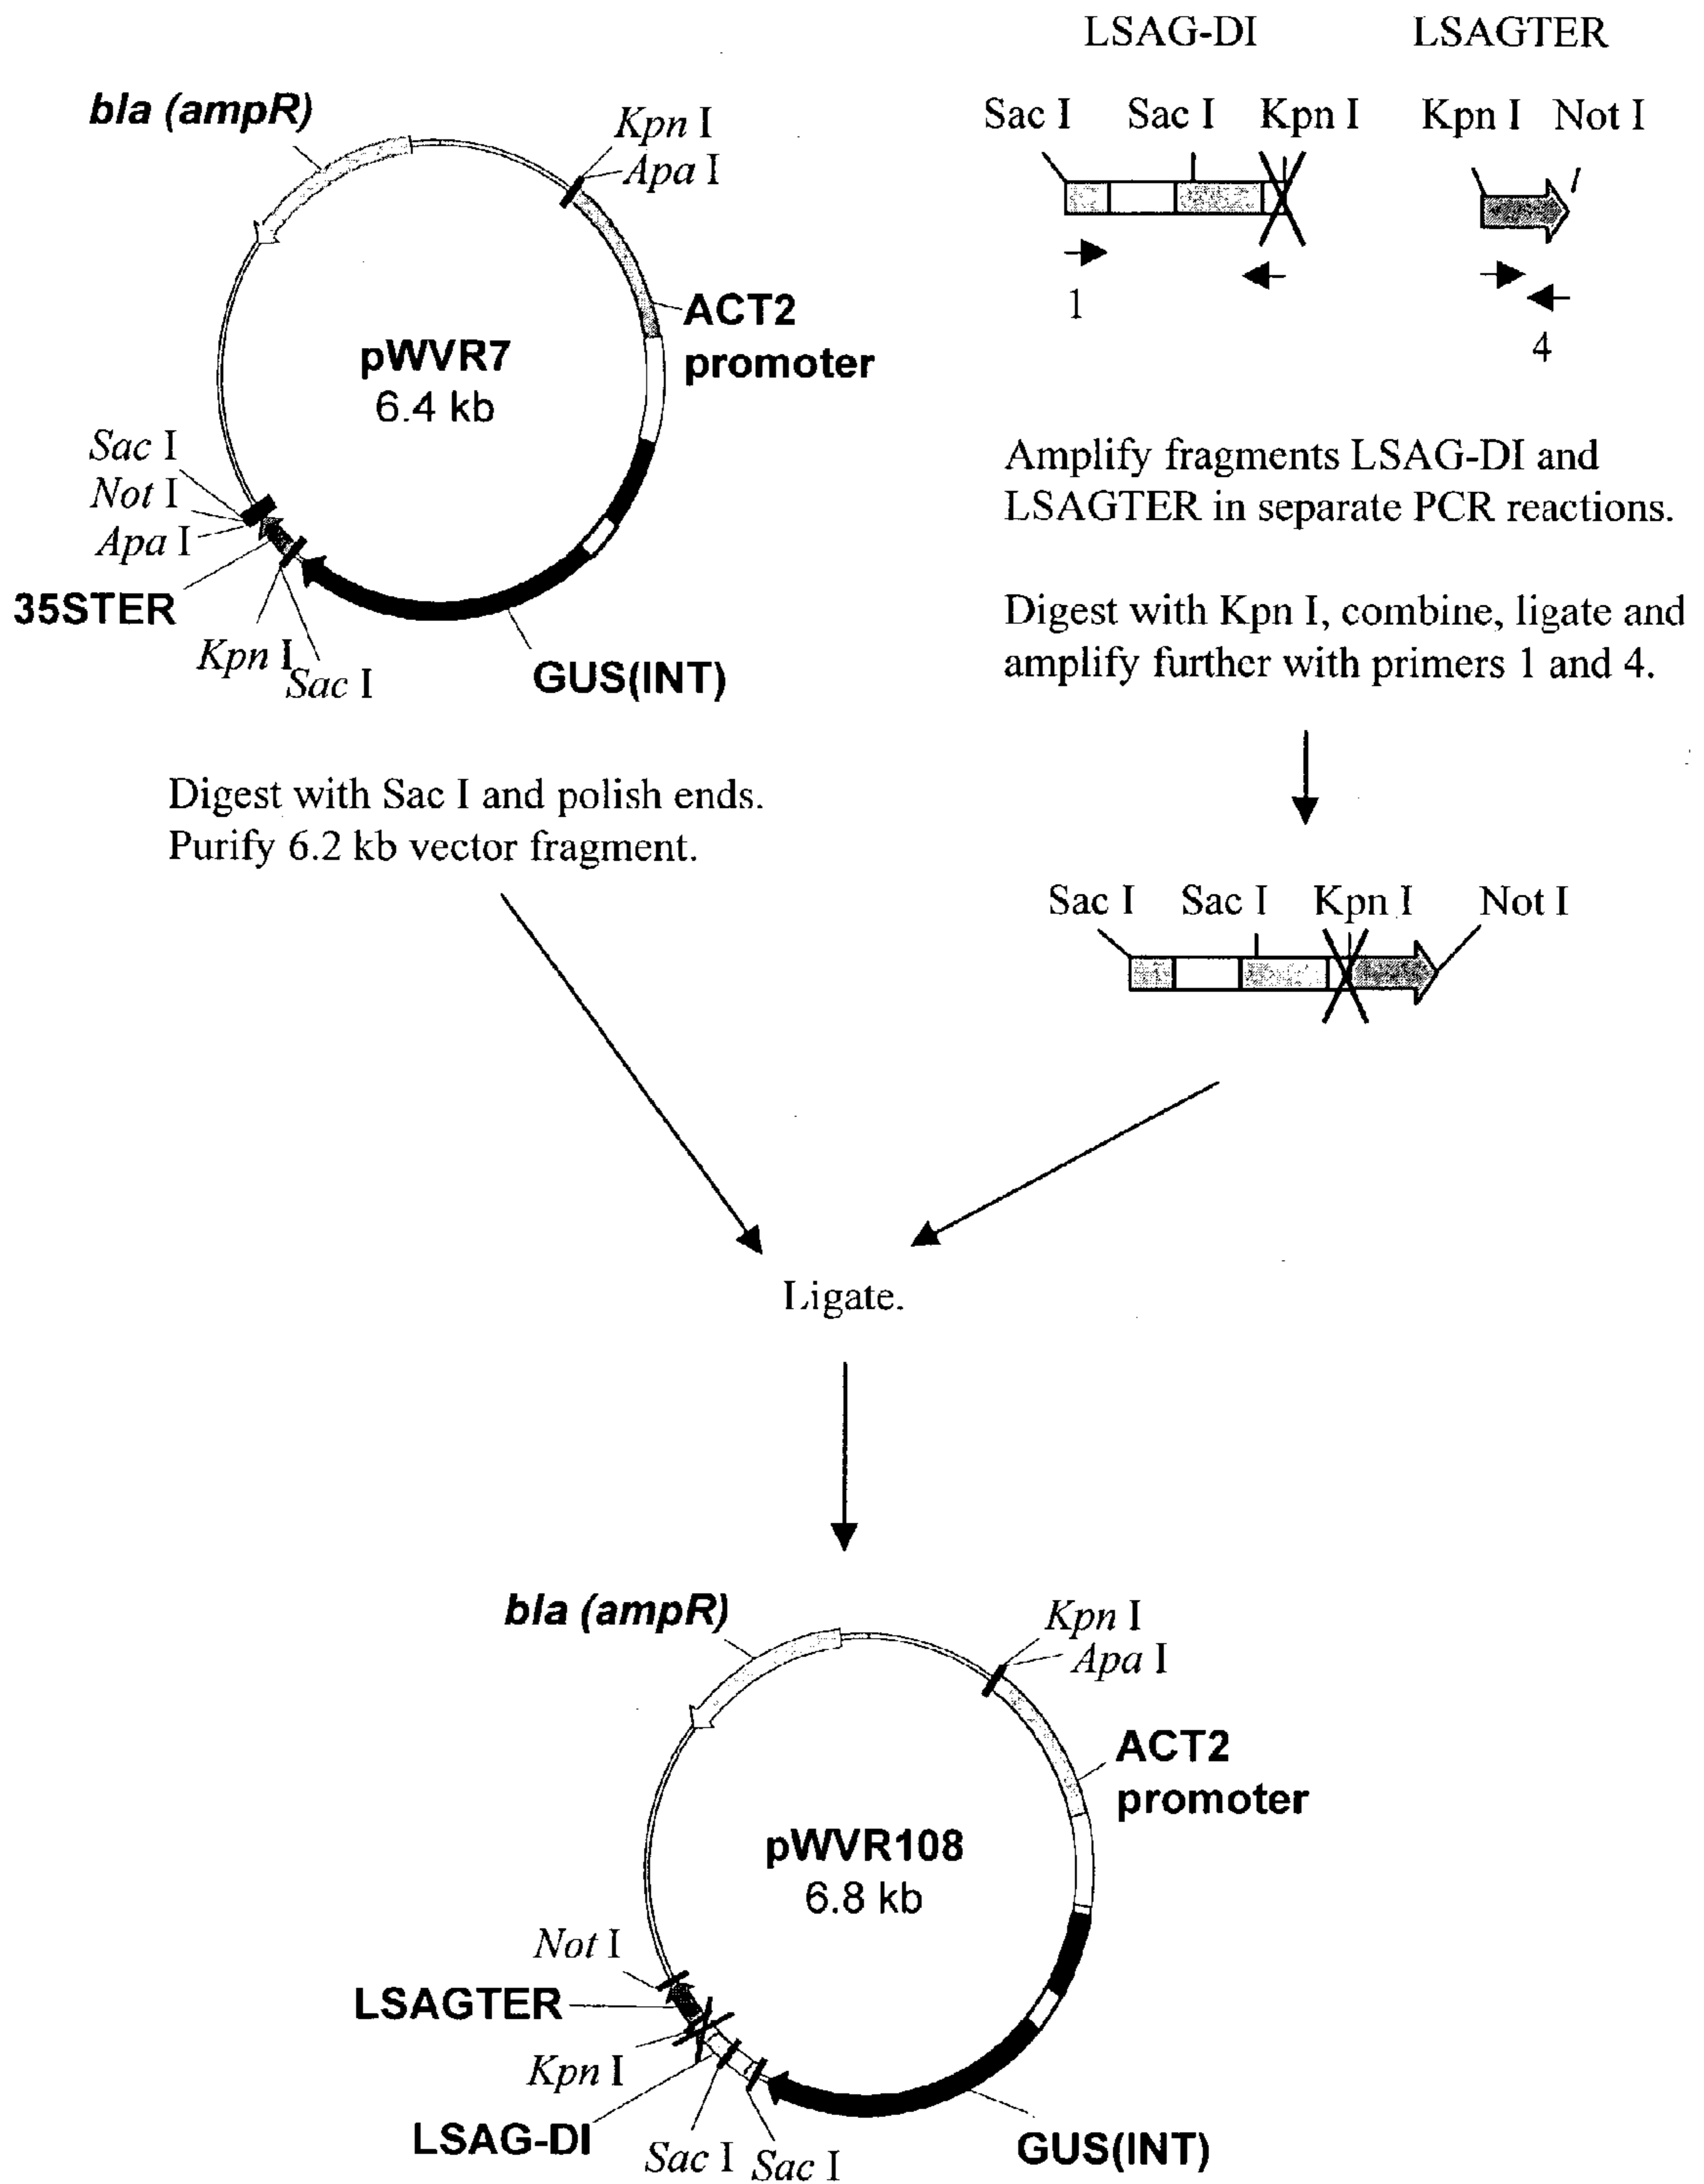 LSAG-DI LSAGTER
Sac I Sac I Kpn I Kpn I Not I
1
4
bla (ampR)
Kpn I
Apa I
ACT2
promoter
pWVR7
6.4 kb
Sac I
Not I
Apa I
35STER
Kpn I
Sac I
GUS(INT)
Amplify fragments LSAG-DI and
LSAGTER in separate PCR reactions.
Digest with Kpn I, combine, ligate and
amplify further with primers 1 and 4.
Digest with Sac I and polish ends.
Purify 6.2 kb vector fragment.
Sac I Sac I Kpn I Not I
Ligate.
bla (ampR)
Kpn I
Apa I
ACT2
promoter
pWVR108
6.8 kb
Not I
LSAGTER
Kpn I
LSAG-DI
Sac I Sac I
GUS(INT)